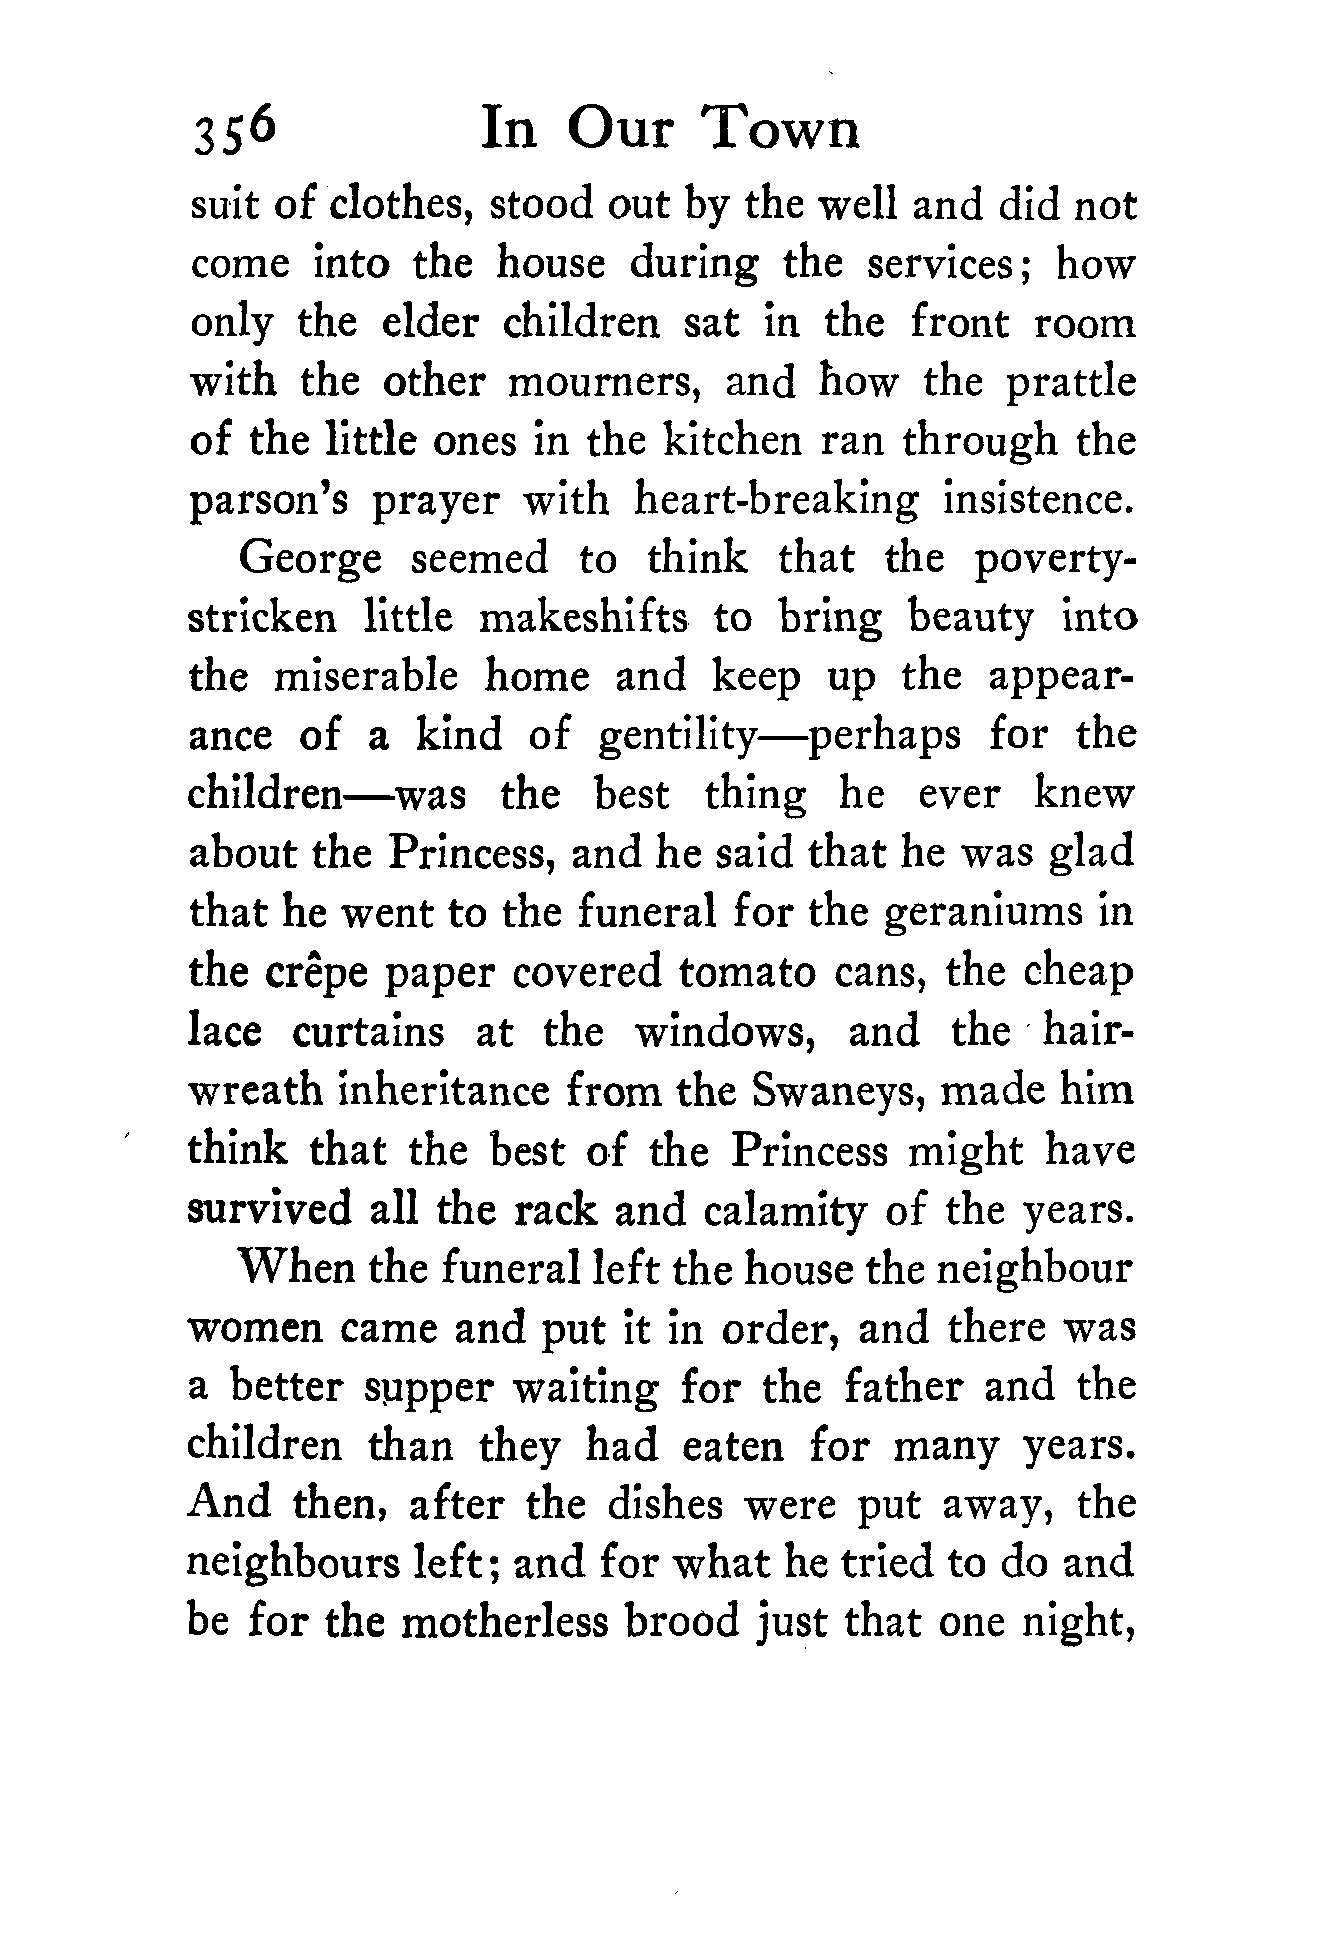 356 In Our Town
suit of clothes, stood out by the well and did not
come into the house during the services; how
only the elder children sat in the front room
with the other mourners, and how the prattle
of the little ones in the kitchen ran through the
parson's prayer with heart-breaking insistence.
George seemed to think that the poverty-
stricken little makeshifts to bring beauty into
the miserable home and keep up the appear-
ance of a kind of gentility—perhaps for the
children—was the best thing he ever knew
about the Princess, and he said that he was glad
that he went to the funeral for the geraniums in
the crêpe paper covered tomato cans, the cheap
lace curtains at the windows, and the hair-
wreath inheritance from the Swaneys, made him
think that the best of the Princess might have
survived all the rack and calamity of the years.
When the funeral left the house the neighbour
women came and put it in order, and there was
a better supper waiting for the father and the
children than they had eaten for many years.
And then, after the dishes were put away, the
neighbours left; and for what he tried to do and
be for the motherless brood just that one night,